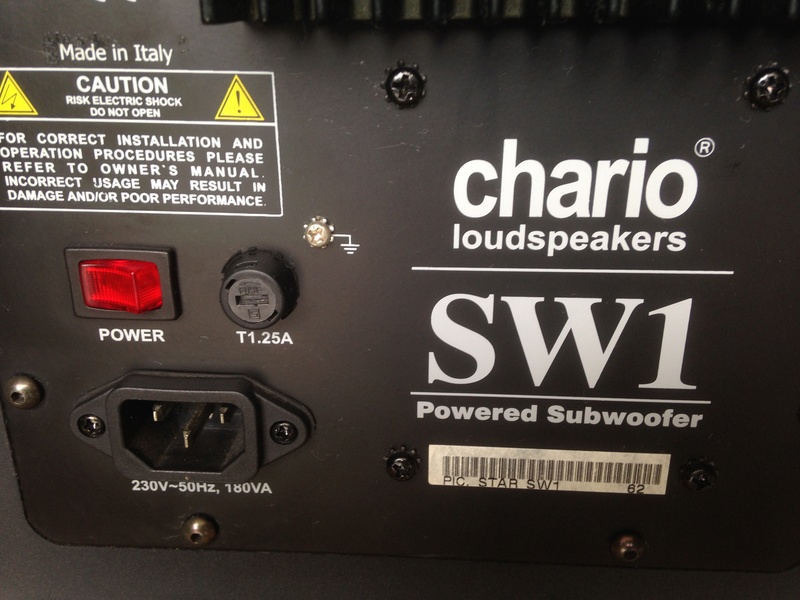 Made in Italy
CAUTION
RISK ELECTRIC SHOCK
DO NOT OPEN
FOR CORRECT INSTALLATION AND
OPERATION PROCEDURES PLEASE
REFER TO OWNER'S MANUAL.
INCORRECT USAGE MAY RESULT IN
DAMAGE AND/OR POOR PERFORMANCE.
POWER
T1.25A
230V~50Hz, 180VA
chario®
loudspeakers
SW1
Powered Subwoofer
PIC. STAR SW1 62